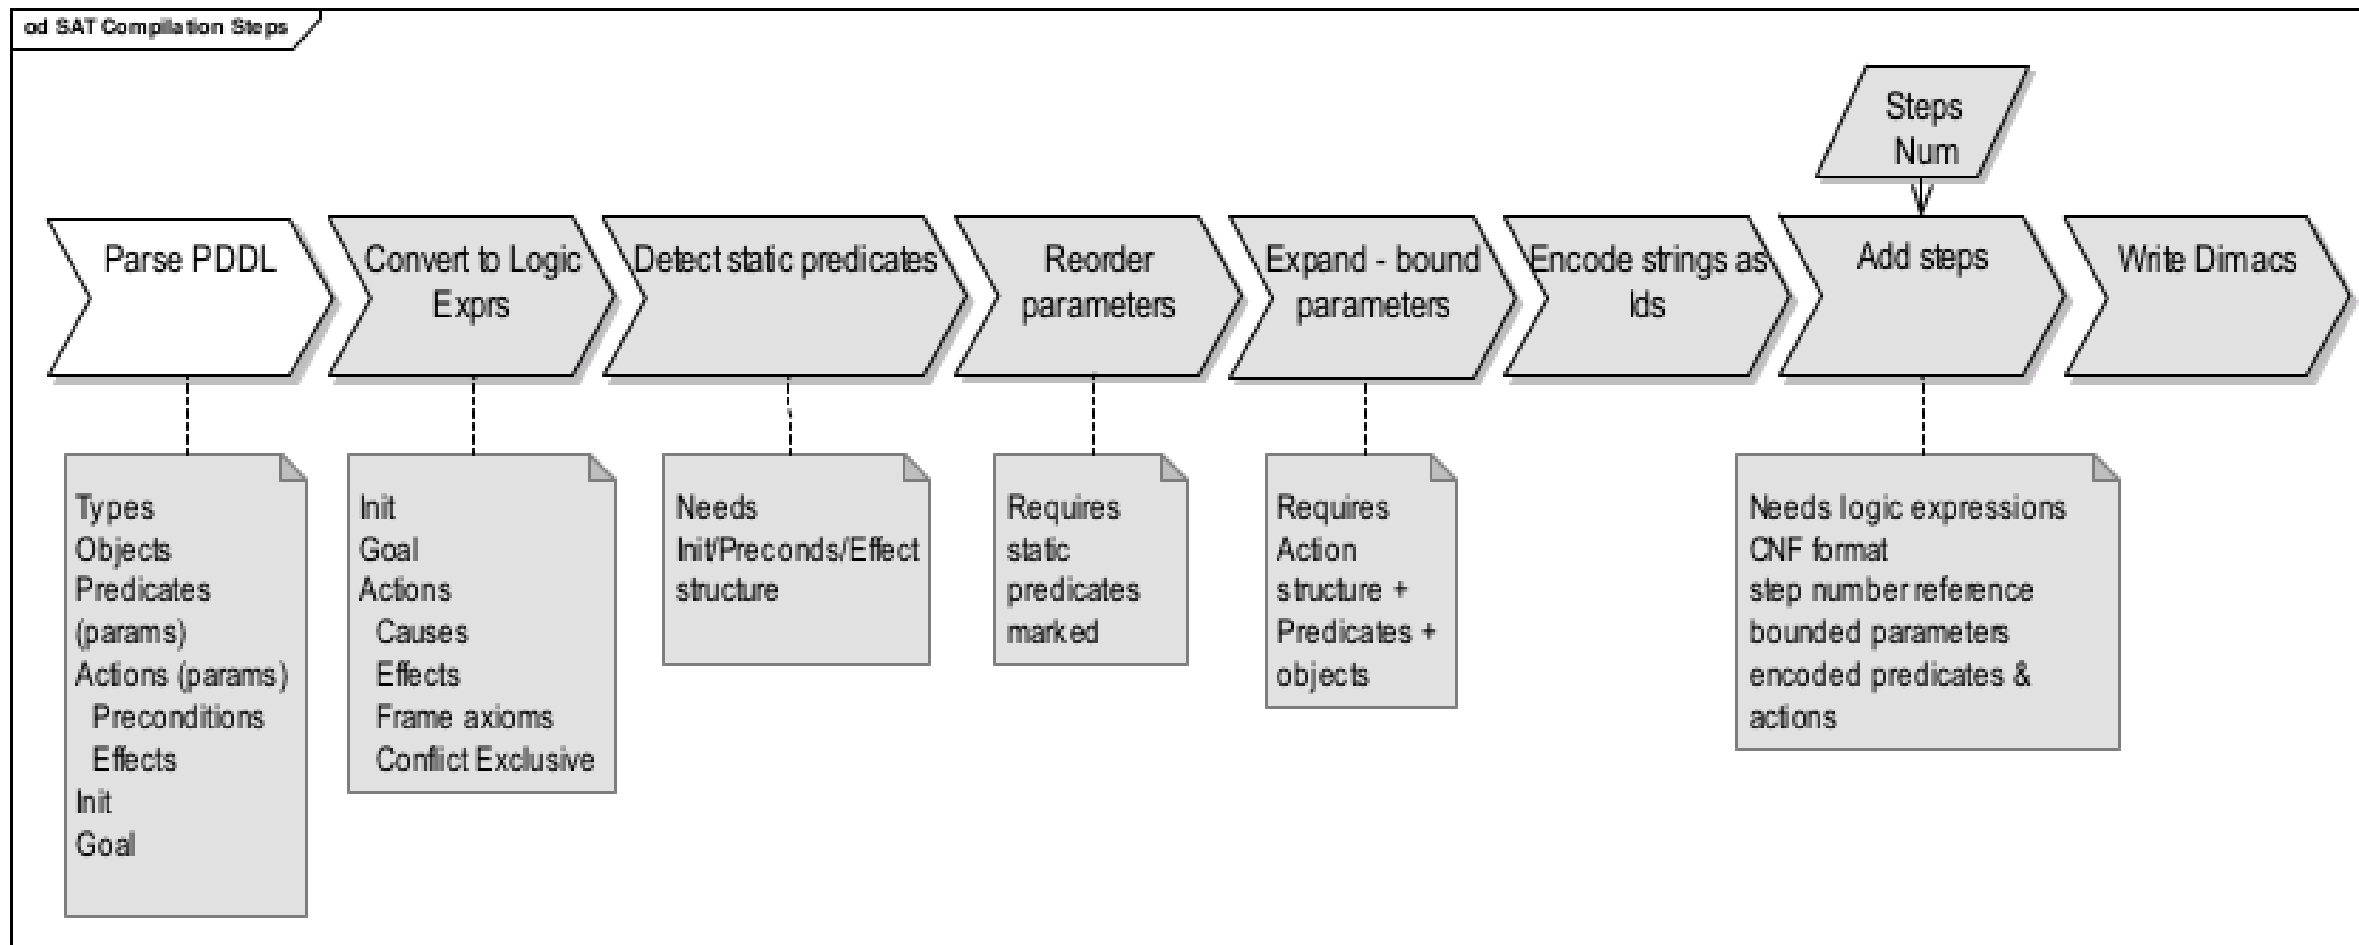 od SAT Compilation Steps
Steps
Num
Parse PDDL
Convert to Logic
Exprs
Detect static predicates
Reorder
parameters
Expand - bound
parameters
Encode strings as
Ids
Add steps
Write Dimacs
Types
Objects
Predicates
(params)
Actions (params)
Preconditions
Effects
Init
Goal
Init
Goal
Actions
Causes
Effects
Frame axioms
Conflict Exclusive
Needs
Init/Preconds/Effect
structure
Requires
static
predicates
marked
Requires
Action
structure +
Predicates +
objects
Needs logic expressions
CNF format
step number reference
bounded parameters
encoded predicates &
actions